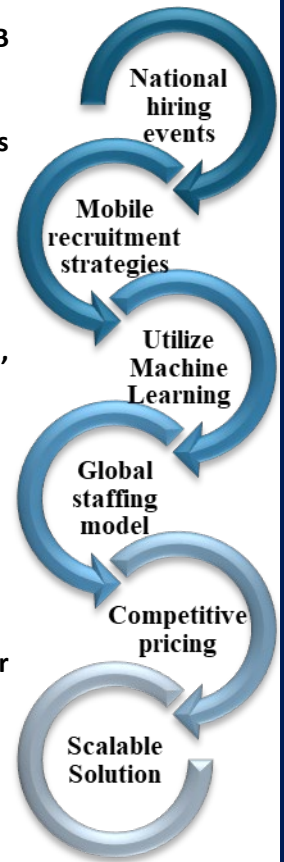 B
National
hiring
events
s
Mobile
recruitment
strategies
Utilize
Machine
Learning
,
Global
staffing
model
Competitive
pricing
r
Scalable
Solution